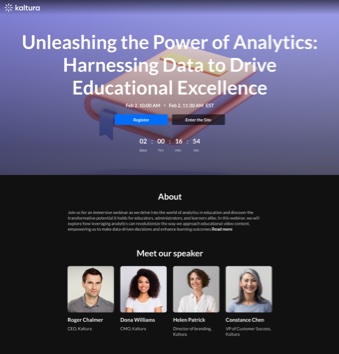 kaltura
Unleashing the Power of Analytics:
Harnessing Data to Drive
Educational Excellence
Feb 2, 10:00 AM • Feb 2, 11:30 AM EST
Register
Enter the Site
02 : 00 : 16 : 54
Days
About
Join us for an immersive webinar as we dive into the world of analytics in education and discover the
transformative potential it holds for educators, administrators, and learners alike. In this webinar, we will
explore how leveraging analytics can revolutionize the way we approach educational video content,
empowering us to make data-driven decisions and enhance learning outcomes Read more
Meet our speaker
Roger Chalmer
CEO, Kaltura
Dona Williams
CMO, Kaltura
Helen Patrick
Director of branding,
Kaltura
Constance Chen
VP of Customer Success,
Kaltura